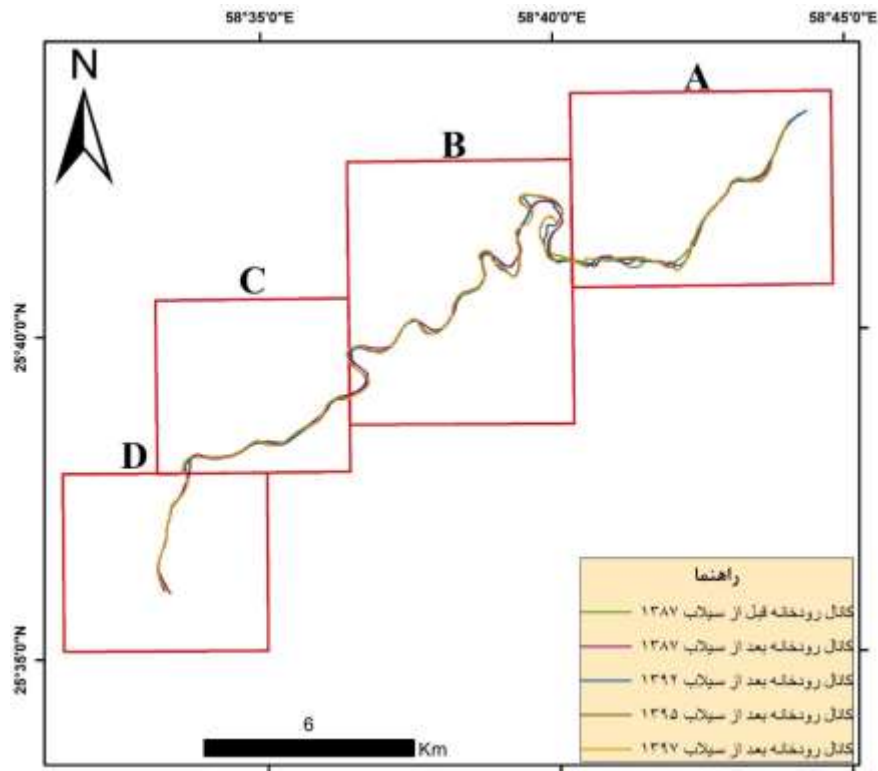 58°35'0"E
58°40'0"E
58°45'0"E
N
A
B
C
25°40'0"N
D
راهنما
کانال رودخانه قبل از سیلاب ۱۳۸۷
کانال رودخانه بعد از سیلاب ۱۳۸۷
کانال رودخانه بعد از سیلاب ۱۳۹۲
کانال رودخانه بعد از سیلاب ۱۳۹۵
کانال رودخانه بعد از سیلاب ۱۳۹۷
25°35'0"N
6
Km